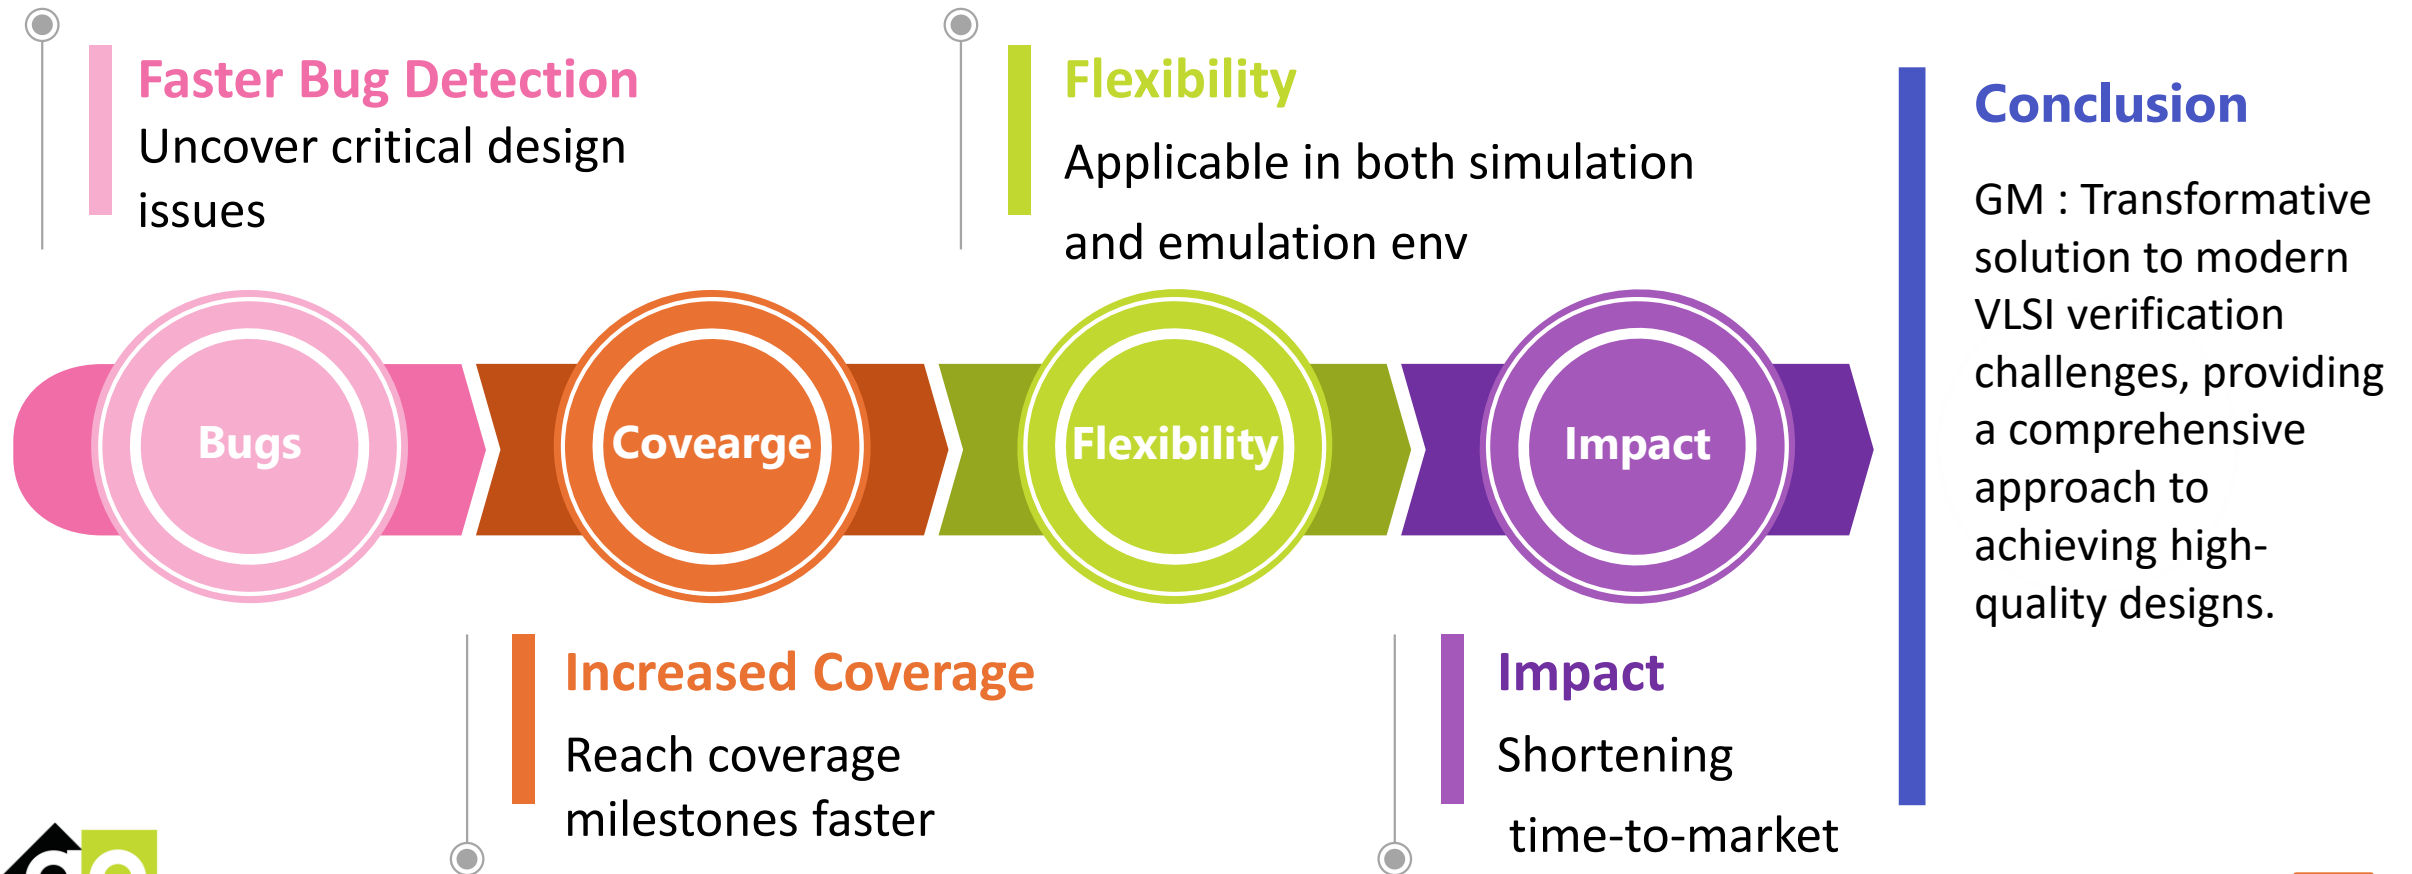 Faster Bug Detection
Uncover critical design
issues
Flexibility
Applicable in both simulation
and emulation env
Bugs
Covearge
Flexibility
Impact
Increased Coverage
Reach coverage
milestones faster
Impact
Shortening
time-to-market
Conclusion
GM : Transformative
solution to modern
VLSI verification
challenges, providing
a comprehensive
approach to
achieving high-
quality designs.